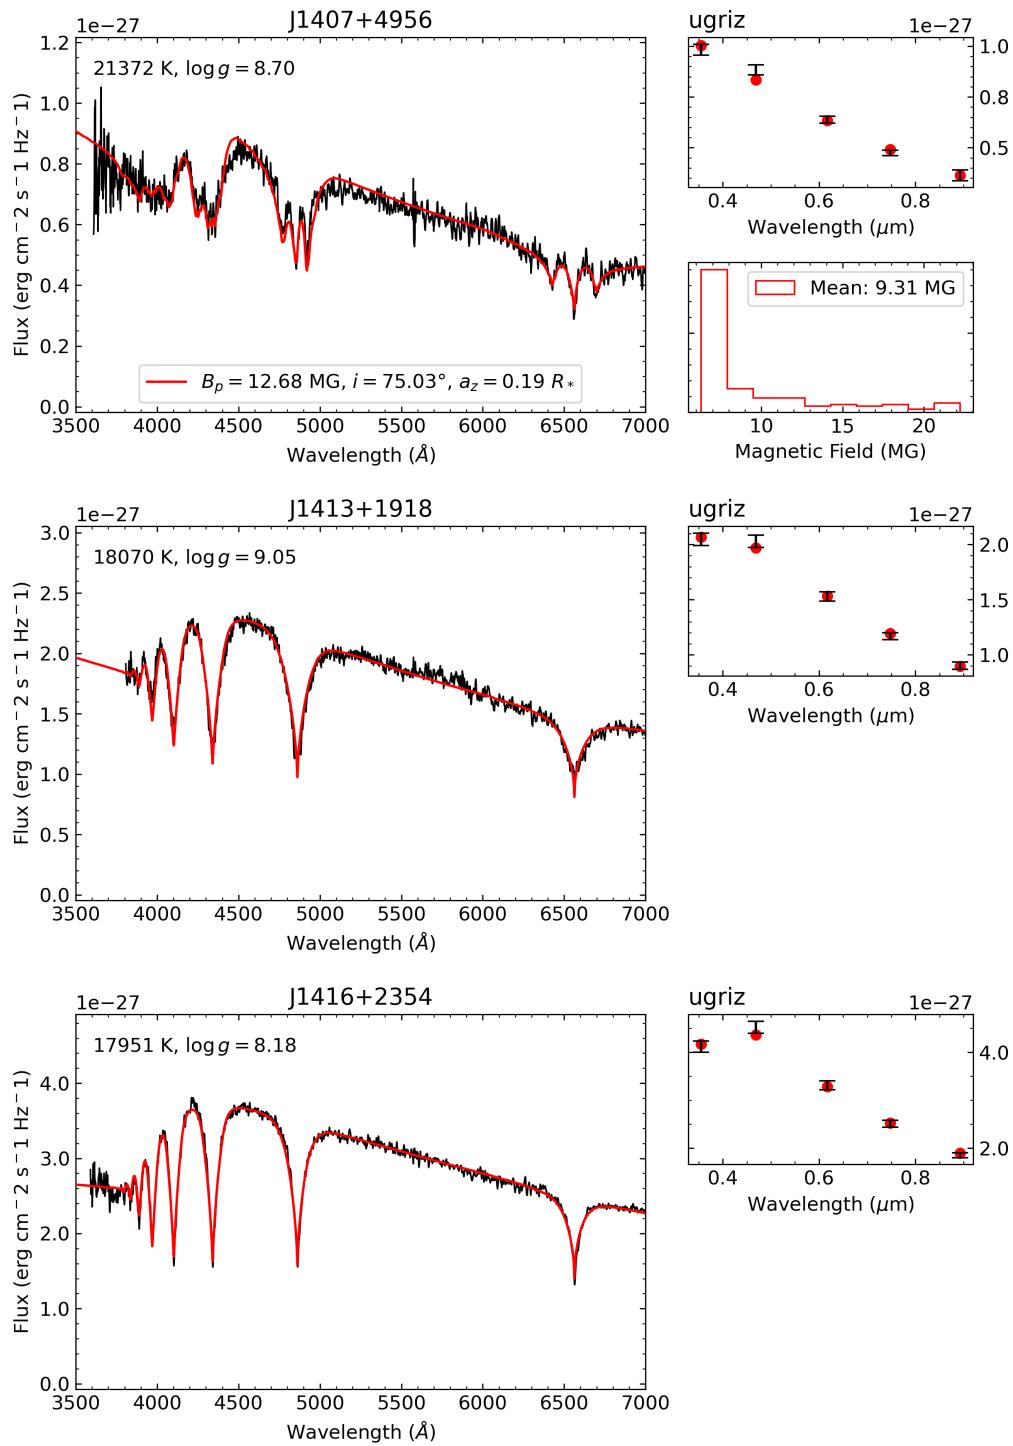 J1407+4956
1e−27
21372 K, log g = 8.70
Flux (erg cm−2 s−1 Hz−1)
1.2
1.0
0.8
0.6
0.4
0.2
0.0
B_p = 12.68 MG, i = 75.03°, a_z = 0.19 R_*
3500 4000 4500 5000 5500 6000 6500 7000
Wavelength (Å)
ugriz
1e−27
1.0
0.8
0.5
0.4 0.6 0.8
Wavelength (μm)
Mean: 9.31 MG
10 15 20
Magnetic Field (MG)
J1413+1918
1e−27
18070 K, log g = 9.05
Flux (erg cm−2 s−1 Hz−1)
3.0
2.5
2.0
1.5
1.0
0.5
0.0
3500 4000 4500 5000 5500 6000 6500 7000
Wavelength (Å)
ugriz
1e−27
2.0
1.5
1.0
0.4 0.6 0.8
Wavelength (μm)
J1416+2354
1e−27
17951 K, log g = 8.18
Flux (erg cm−2 s−1 Hz−1)
4.0
3.0
2.0
1.0
0.0
3500 4000 4500 5000 5500 6000 6500 7000
Wavelength (Å)
ugriz
1e−27
4.0
2.0
0.4 0.6 0.8
Wavelength (μm)